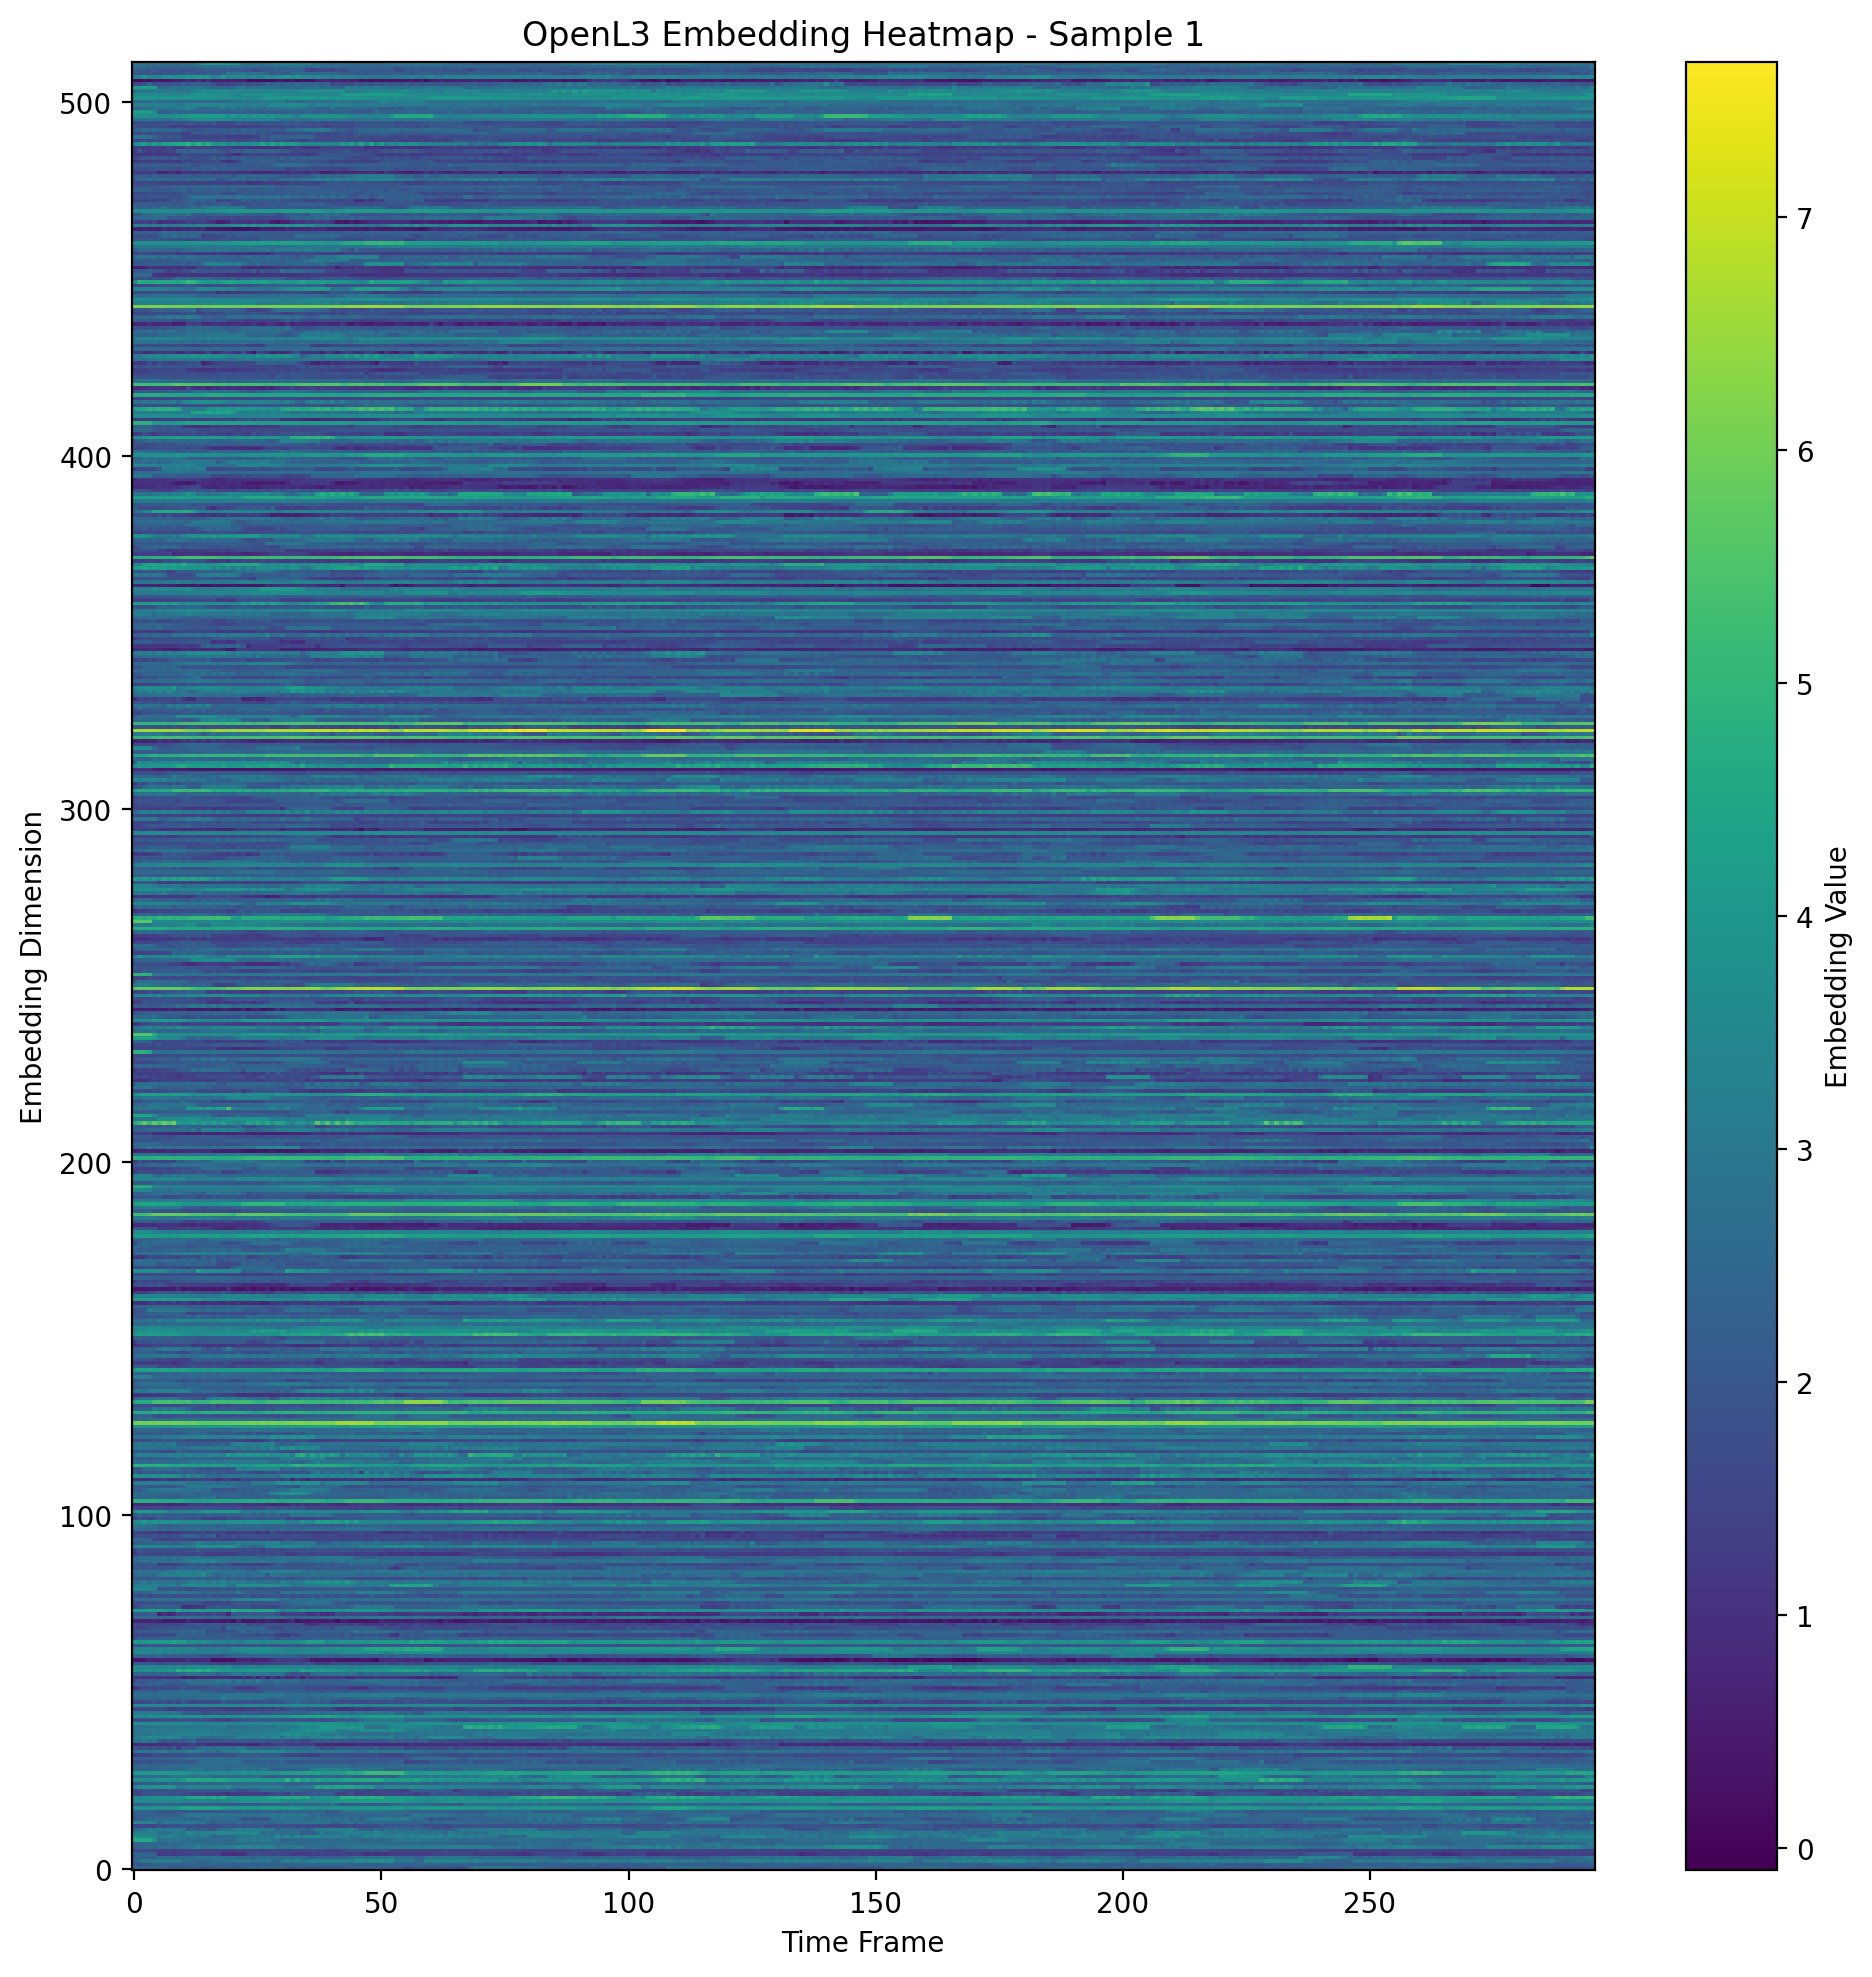 OpenL3 Embedding Heatmap - Sample 1
500
400
300
200
100
0
Embedding Dimension
0 50 100 150 200 250
Time Frame
7
6
5
4
3
2
1
0
Embedding Value